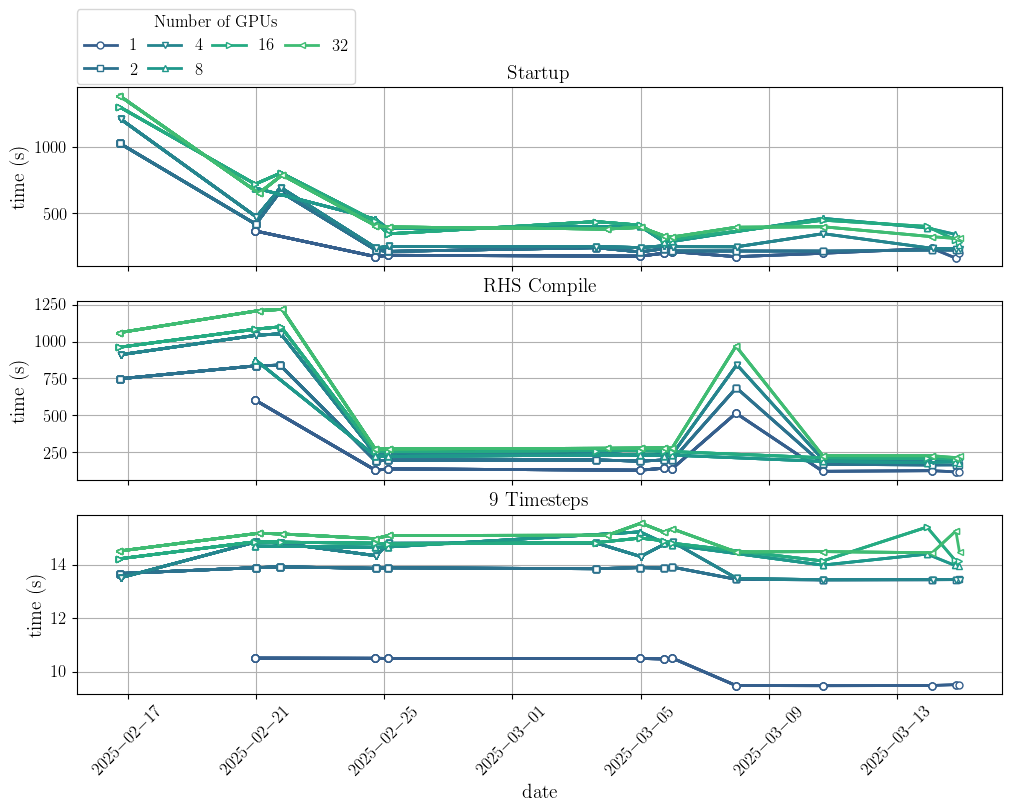 Number of GPUs
1 4 16 32
2 8
Startup
1000
500
time (s)
RHS Compile
1250
1000
750
500
250
time (s)
9 Timesteps
14
12
10
time (s)
2025−02−17 2025−02−21 2025−02−25 2025−03−01 2025−03−05 2025−03−09 2025−03−13
date